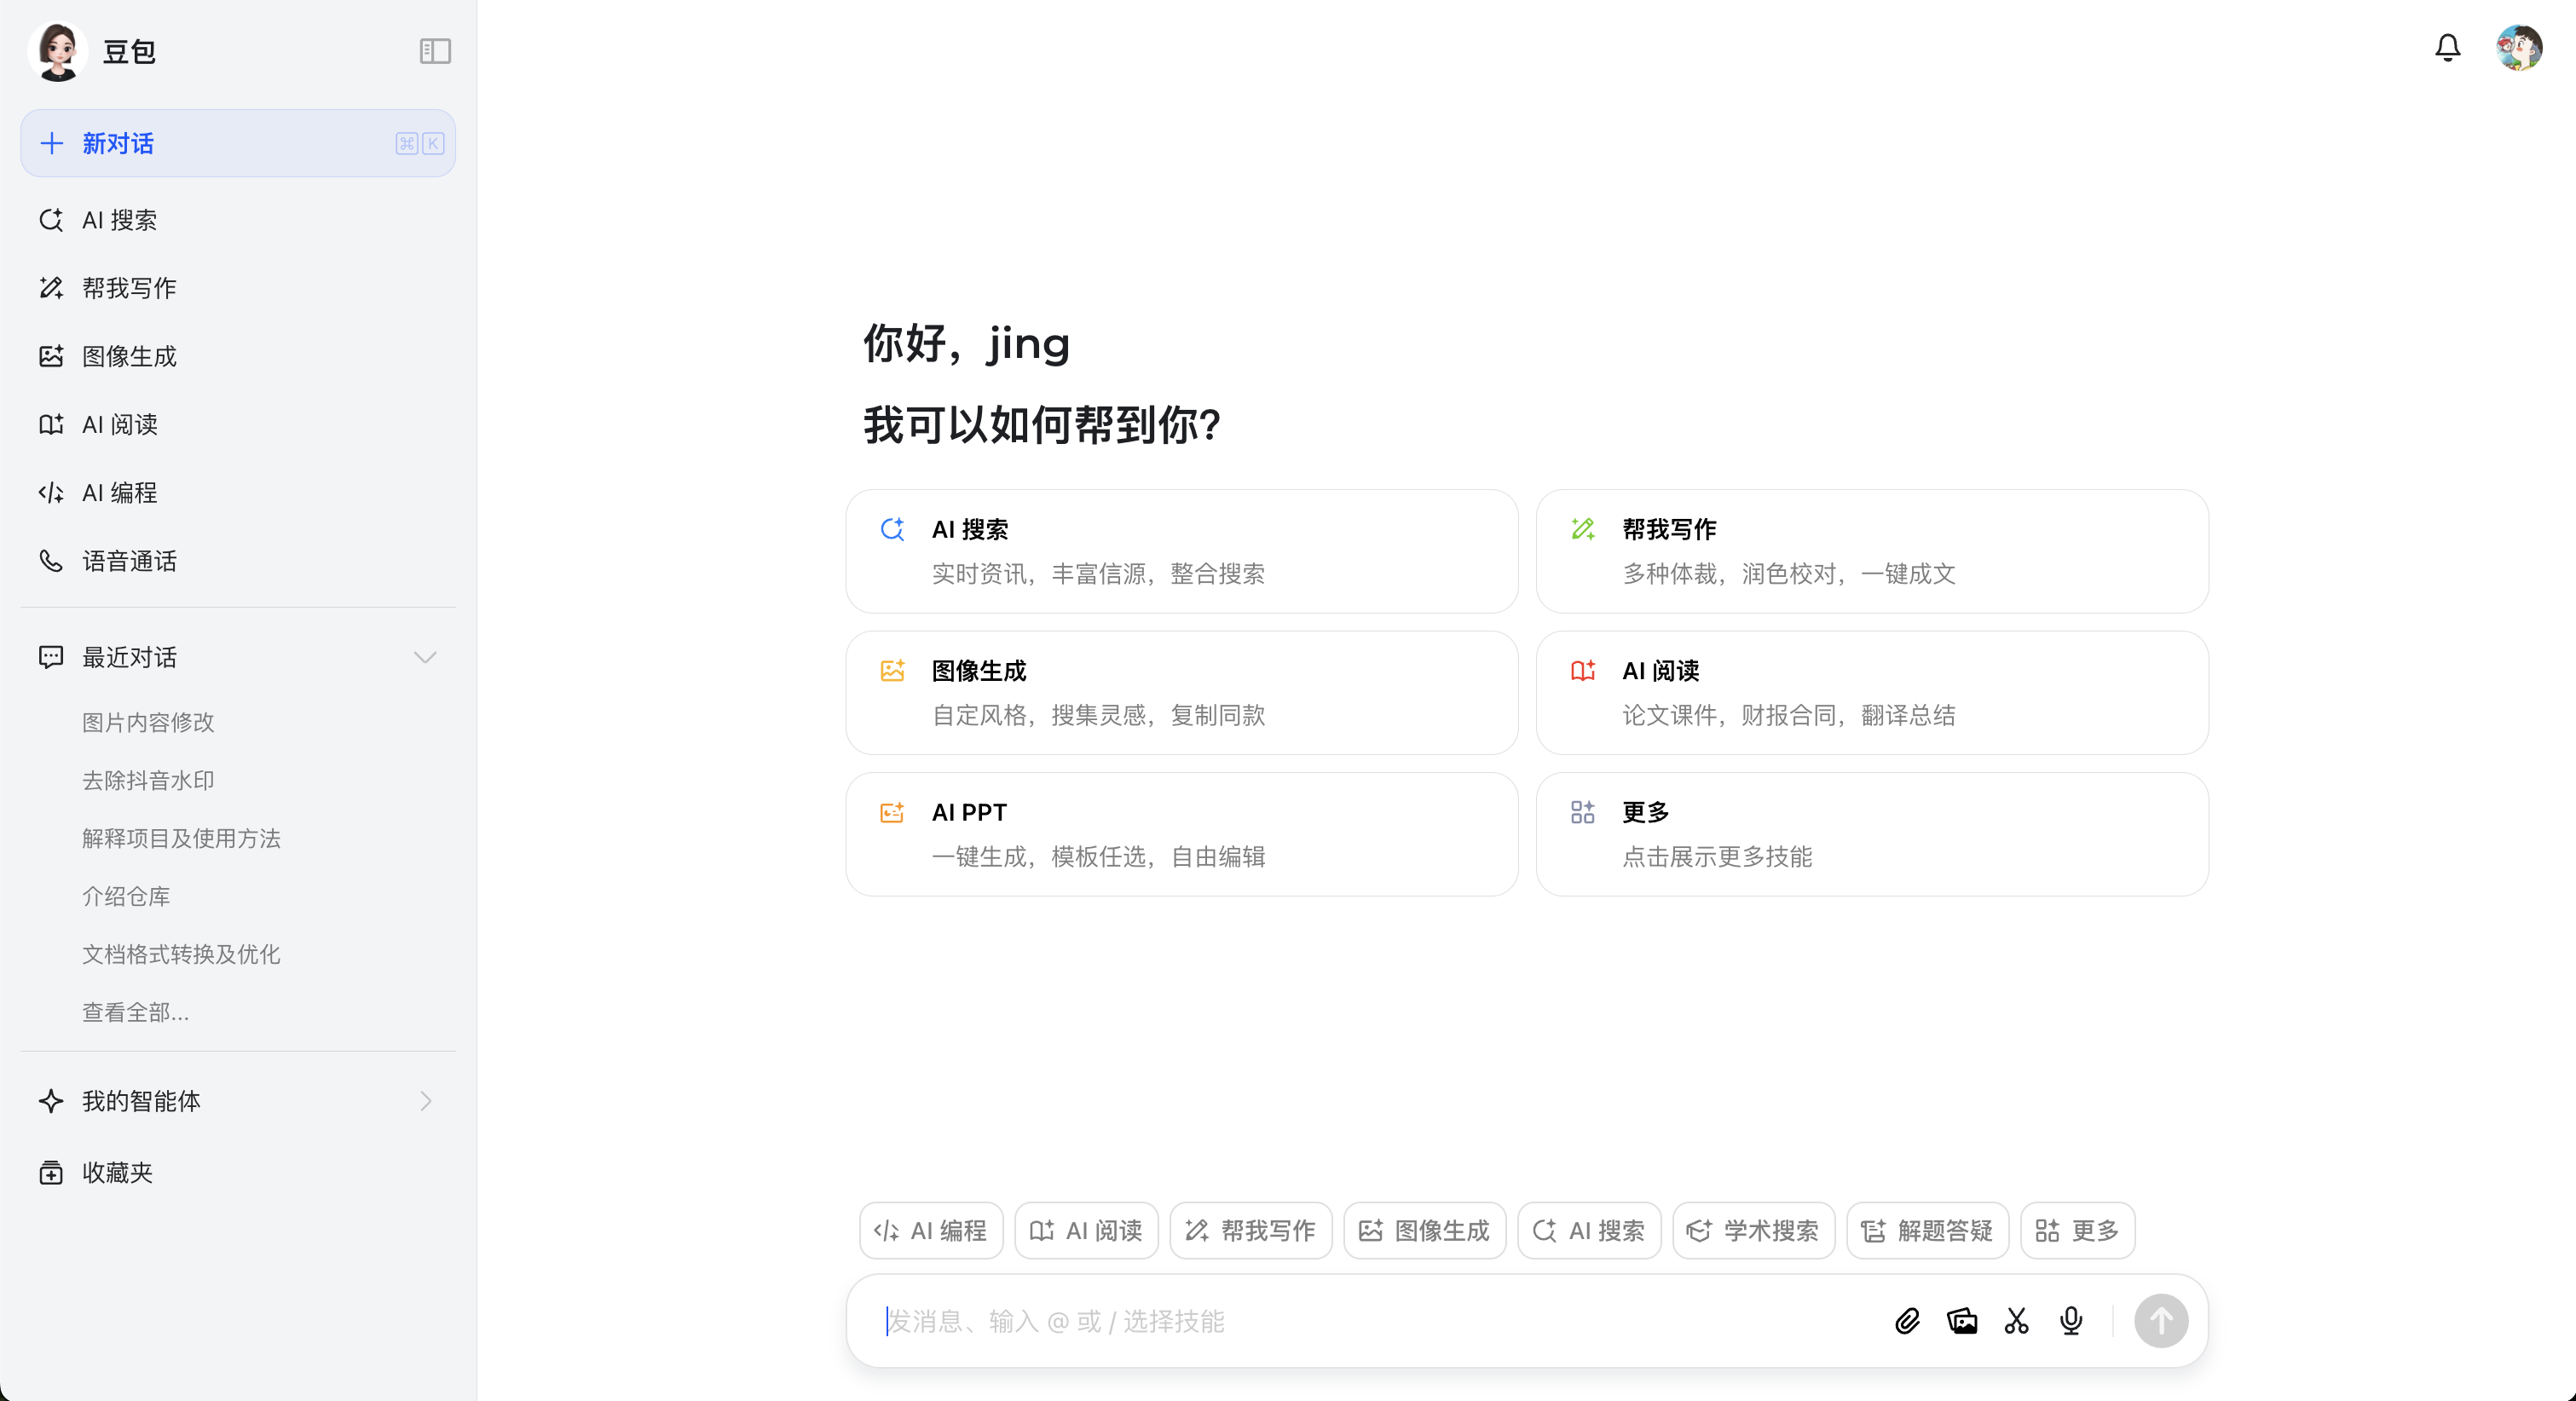 豆包
新对话 ⌘ K
AI 搜索
帮我写作
图像生成
AI 阅读
AI 编程
语音通话
最近对话
图片内容修改
去除抖音水印
解释项目及使用方法
介绍仓库
文档格式转换及优化
查看全部...
我的智能体
收藏夹
你好，jing
我可以如何帮到你？
AI 搜索
实时资讯，丰富信源，整合搜索
帮我写作
多种体裁，润色校对，一键成文
图像生成
自定风格，搜集灵感，复制同款
AI 阅读
论文课件，财报合同，翻译总结
AI PPT
一键生成，模板任选，自由编辑
更多
点击展示更多技能
AI 编程 AI 阅读 帮我写作 图像生成 AI 搜索 学术搜索 解题答疑 更多
发消息、输入 @ 或 / 选择技能